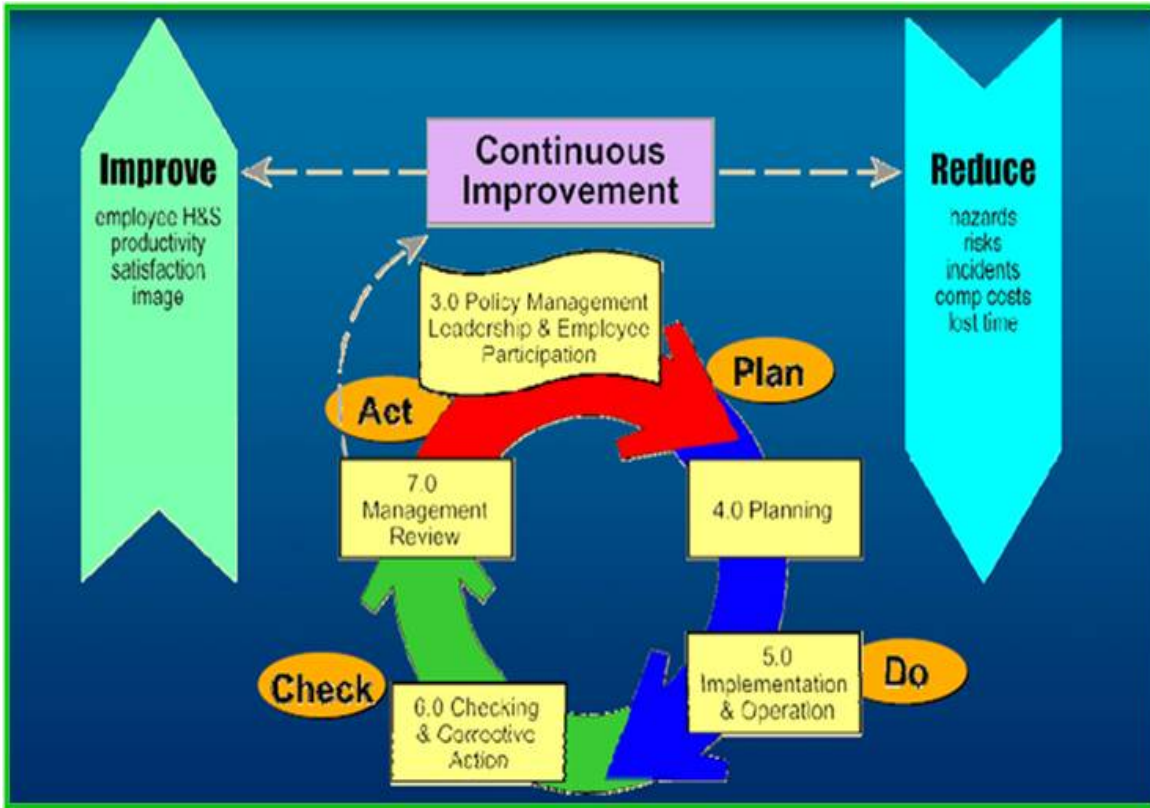 Continuous
Improvement
Improve
employee H&S
productivity
satisfaction
image
Reduce
hazards
risks
incidents
comp costs
lost time
3.0 Policy Management
Leadership & Employee
Participation
Plan
Act
7.0
Management
Review
4.0 Planning
5.0
Implementation
& Operation
Do
Check
6.0 Checking
& Corrective
Action